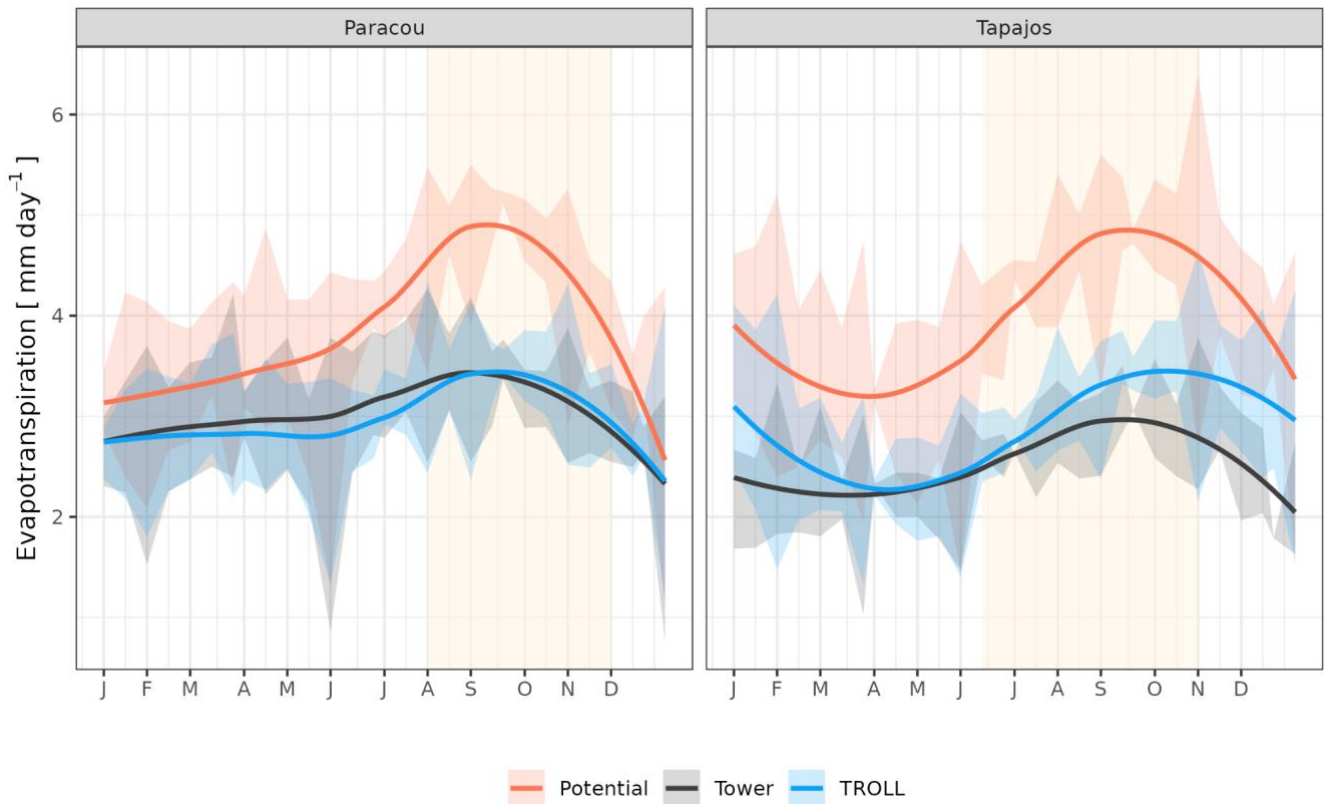 Paracou
Tapajos
Evapotranspiration [ mm day⁻¹ ]
6
4
2
J F M A M J J A S O N D
J F M A M J J A S O N D
Potential Tower TROLL